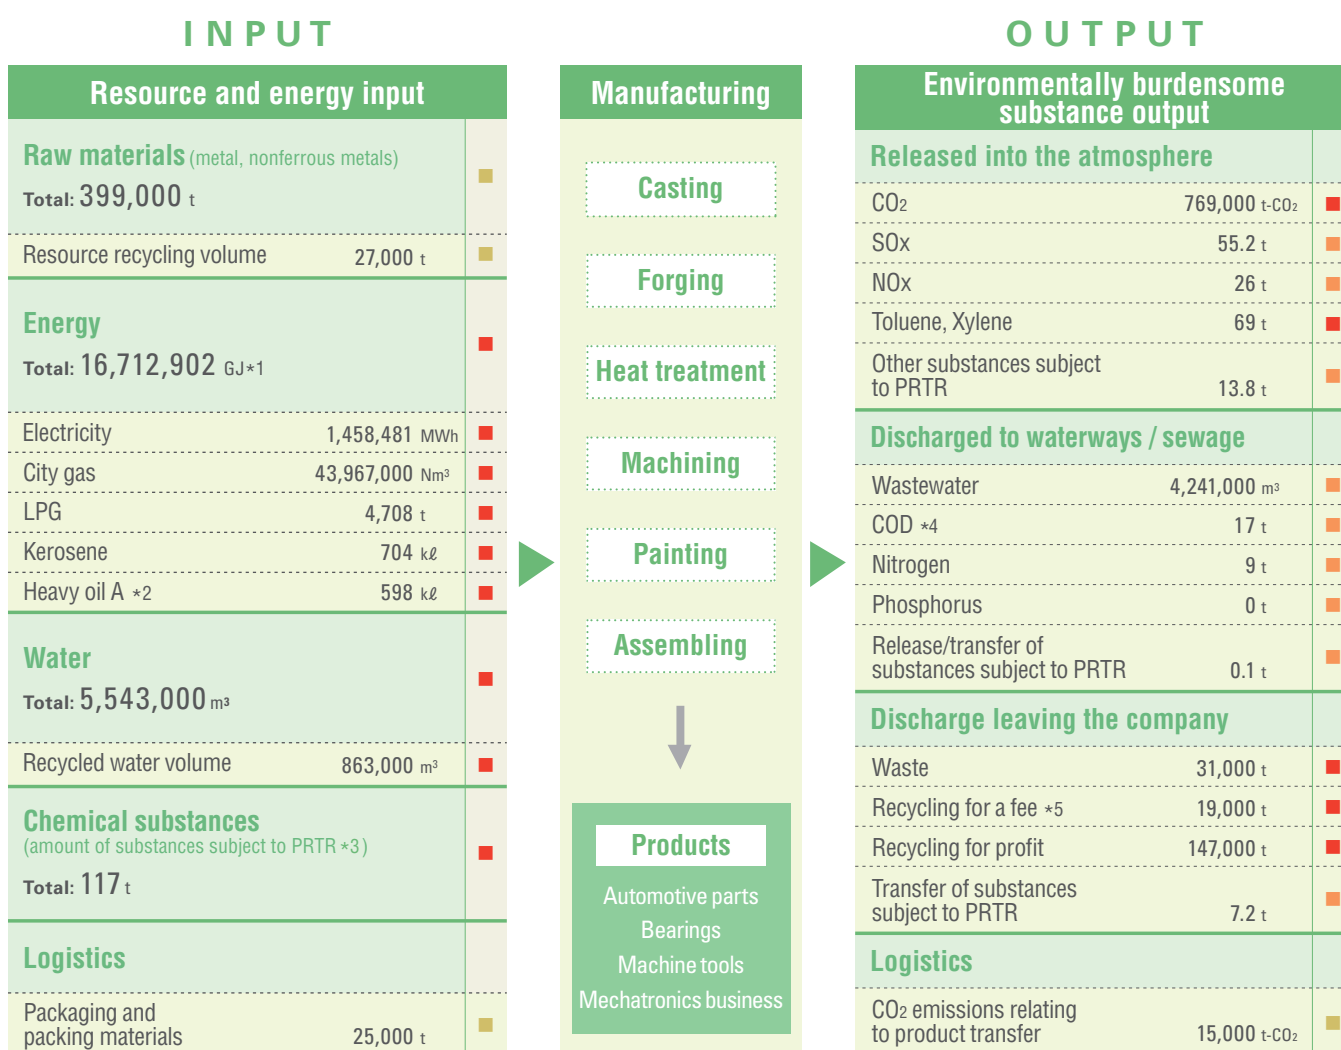 INPUT
Resource and energy input
Raw materials (metal, nonferrous metals)
Total: 399,000 t
Resource recycling volume 27,000 t
Energy
Total: 16,712,902 GJ*1
Electricity 1,458,481 MWh
City gas 43,967,000 Nm³
LPG 4,708 t
Kerosene 704 kℓ
Heavy oil A *2 598 kℓ
Water
Total: 5,543,000 m³
Recycled water volume 863,000 m³
Chemical substances
(amount of substances subject to PRTR *3)
Total: 117 t
Logistics
Packaging and
packing materials 25,000 t
Manufacturing
Casting
Forging
Heat treatment
Machining
Painting
Assembling
Products
Automotive parts
Bearings
Machine tools
Mechatronics business
OUTPUT
Environmentally burdensome
substance output
Released into the atmosphere
CO₂ 769,000 t-CO₂
SOx 55.2 t
NOx 26 t
Toluene, Xylene 69 t
Other substances subject
to PRTR 13.8 t
Discharged to waterways / sewage
Wastewater 4,241,000 m³
COD *4 17 t
Nitrogen 9 t
Phosphorus 0 t
Release/transfer of
substances subject to PRTR 0.1 t
Discharge leaving the company
Waste 31,000 t
Recycling for a fee *5 19,000 t
Recycling for profit 147,000 t
Transfer of substances
subject to PRTR 7.2 t
Logistics
CO₂ emissions relating
to product transfer 15,000 t-CO₂